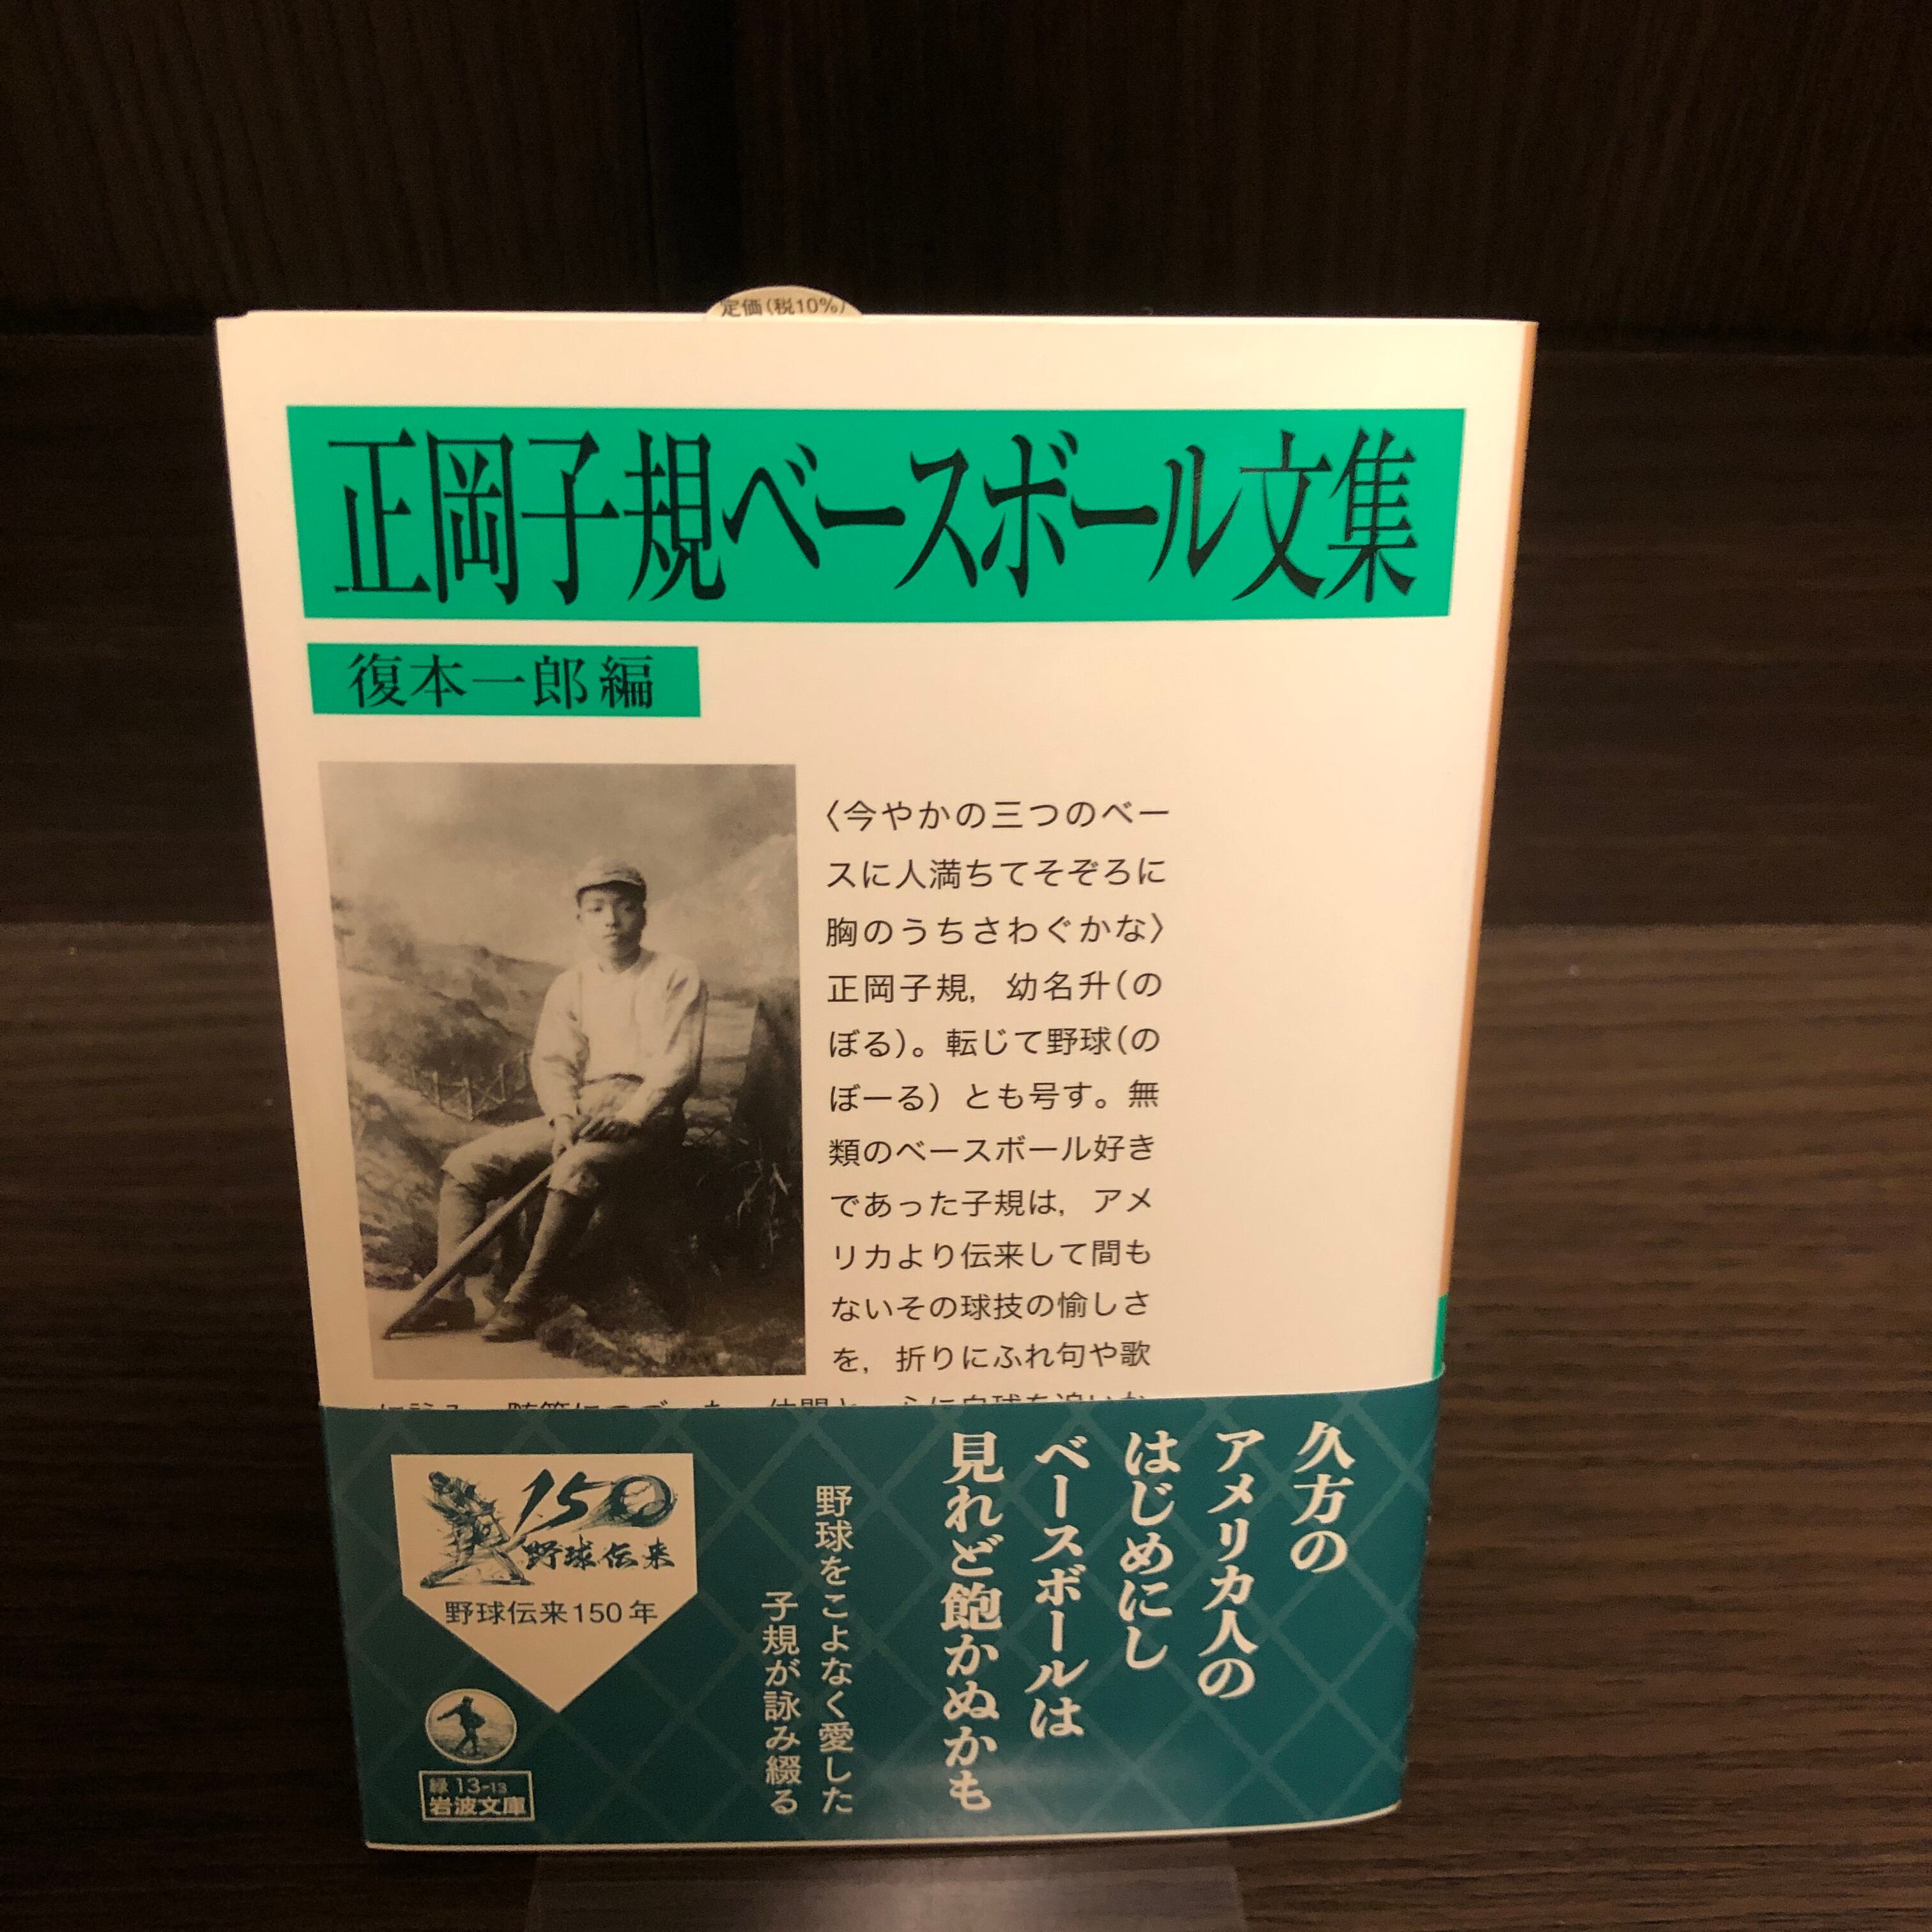 定価(税10%)
正岡子規ベースボール文集
復本一郎編
〈今やかの三つのベー
スに人満ちてそぞろに
胸のうちさわぐかな〉
正岡子規，幼名升(の
ぼる)。転じて野球(の
ぼーる）とも号す。無
類のベースボール好き
であった子規は，アメ
リカより伝来して間も
ないその球技の愉しさ
を，折りにふれ句や歌
久方の
アメリカ人の
はじめにし
ベースボールは
見れど飽かぬかも
野球をこよなく愛した
子規が詠み綴る
150
野球伝来
野球伝来150年
緑13-13
岩波文庫